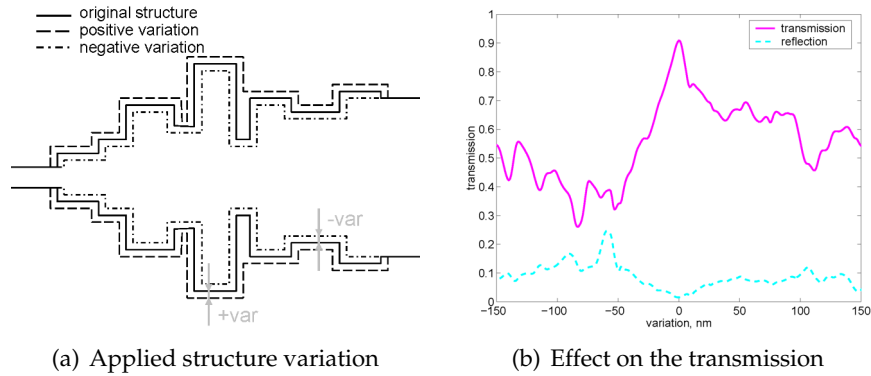 original structure
positive variation
negative variation
-var
+var
(a) Applied structure variation
transmission
reflection
1
0.9
0.8
0.7
0.6
0.5
0.4
0.3
0.2
0.1
0
transmission
−150
−100
−50
0
50
100
150
variation, nm
(b) Effect on the transmission